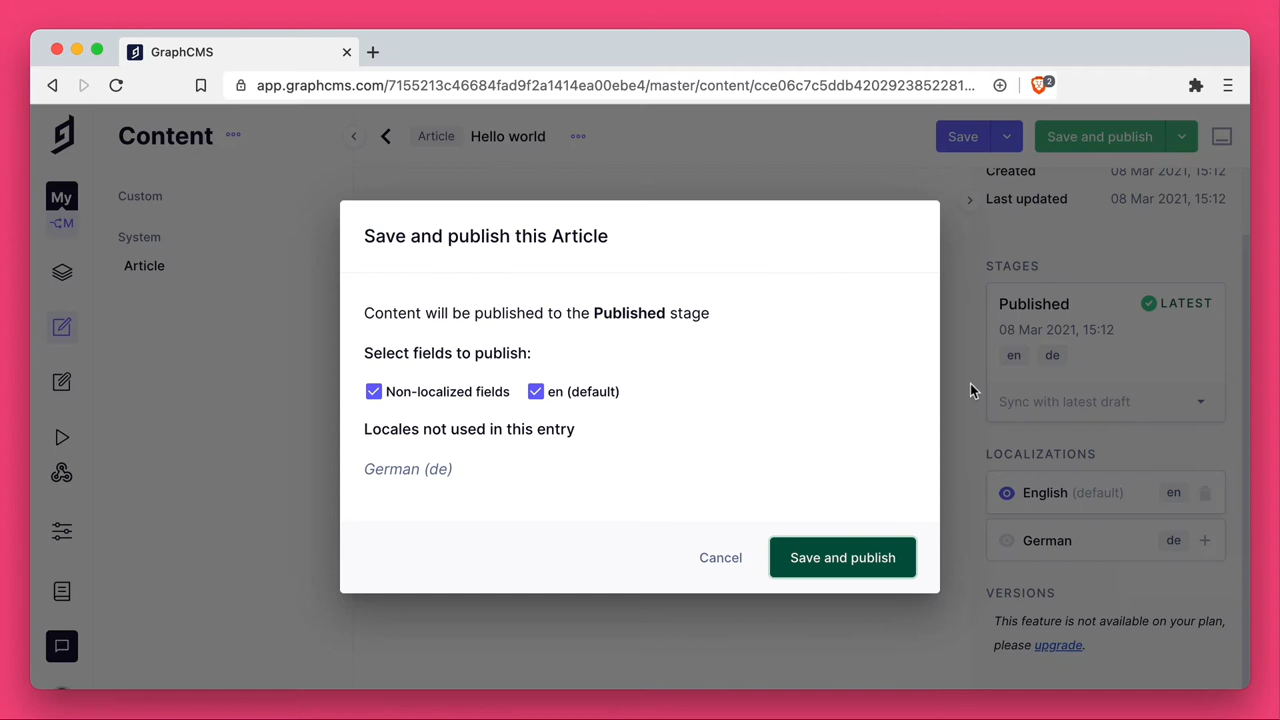 GraphCMS
app.graphcms.com/7155213c46684fad9f2a1414ea00ebe4/master/content/cce06c7c5ddb4202923852281...
2
Content
Article
Hello world
Save
Save and publish
My
M
Custom
System
Article
Created 08 Mar 2021, 15:12
Last updated 08 Mar 2021, 15:12
STAGES
Published LATEST
08 Mar 2021, 15:12
en de
Sync with latest draft
LOCALIZATIONS
English (default) en
German de
VERSIONS
This feature is not available on your plan,
please upgrade.
Save and publish this Article
Content will be published to the Published stage
Select fields to publish:
Non-localized fields en (default)
Locales not used in this entry
German (de)
Cancel Save and publish